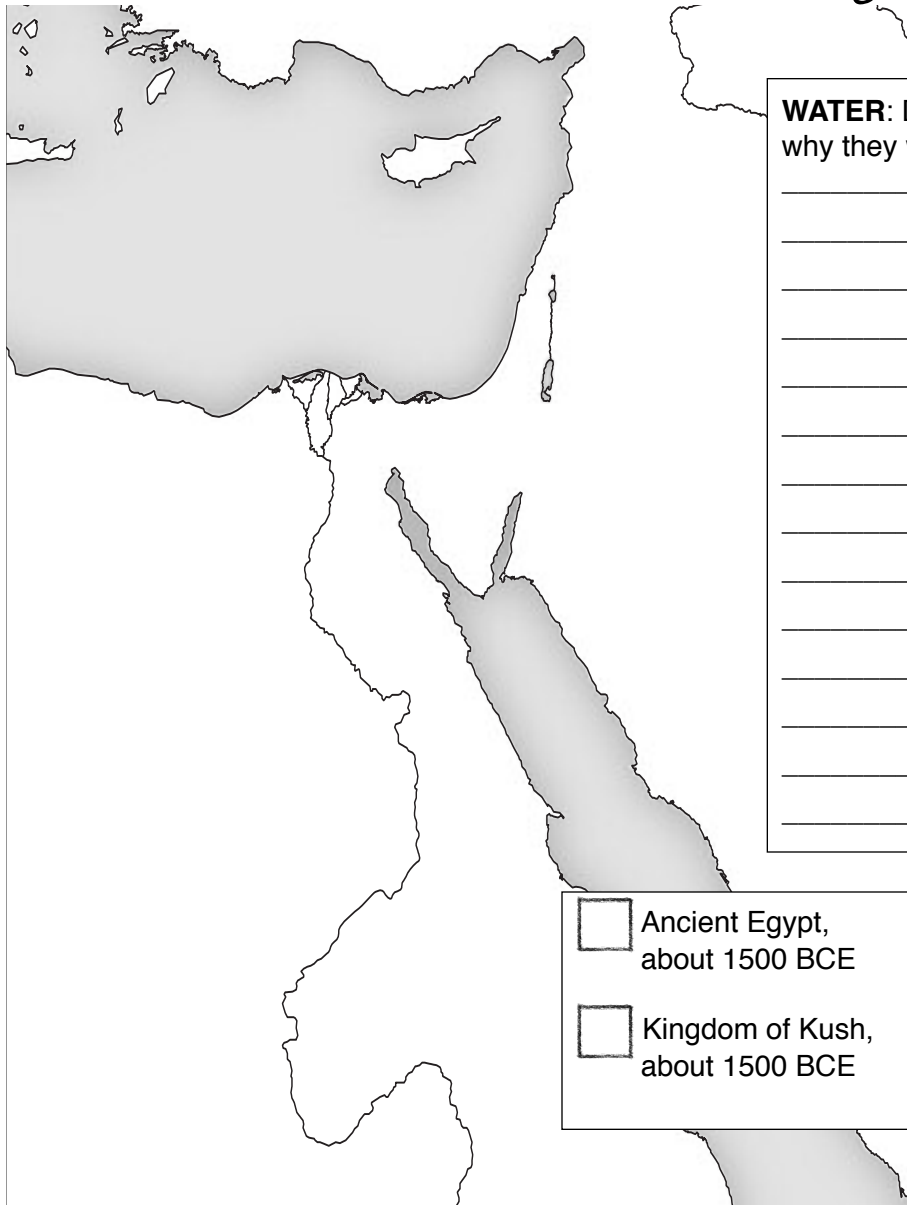 WATER:
why they
Ancient Egypt,
about 1500 BCE
Kingdom of Kush,
about 1500 BCE